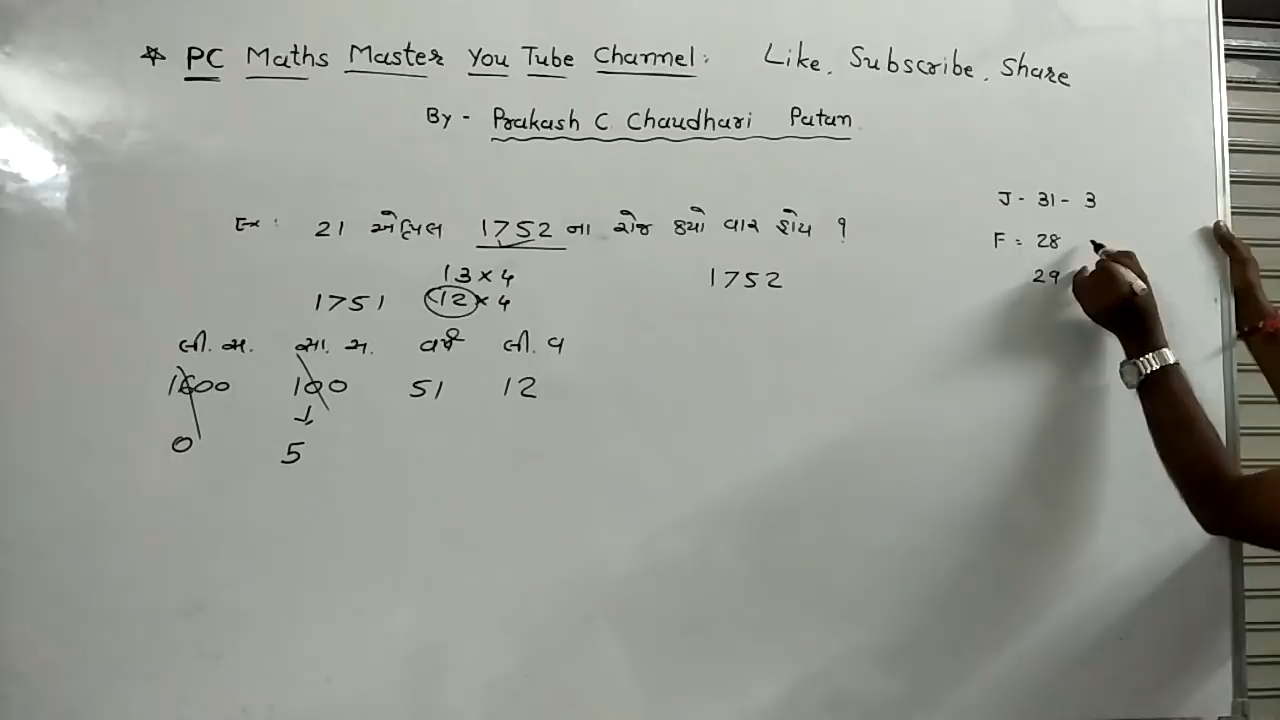 * PC Maths Master You Tube Channel: Like, Subscribe, Share
By - Prakash C Chaudhari Patan
Ex: 21 એપ્રિલ 1752 ના રોજ કયો વાર હોય ?
13 × 4
1751 12 × 4
1752
લી. સ. સા. સ. વર્ષ લી. વ
1600 100 51 12
0 5
J - 31 - 3
F = 28
29